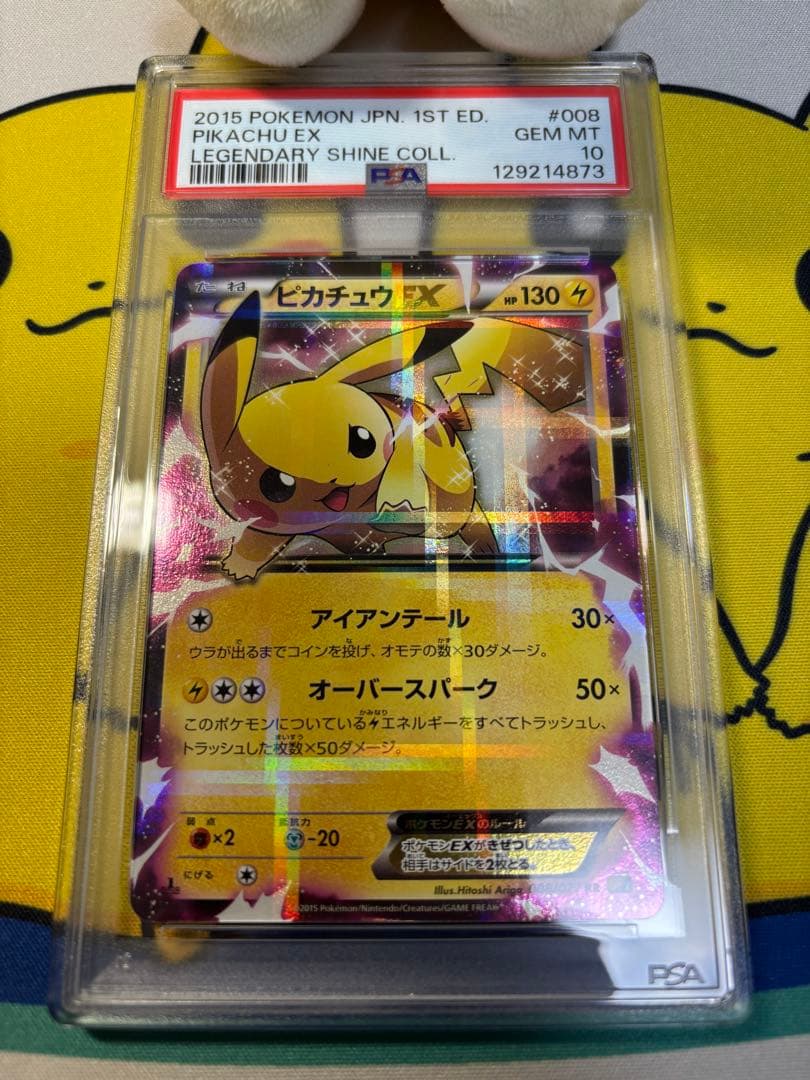 2015 POKEMON JPN. 1ST ED. #008
PIKACHU EX GEM MT
LEGENDARY SHINE COLL. 10
PSA 129214873
たね ピカチュウEX HP 130
アイアンテール 30×
ウラが出るまでコインを投げ、オモテの数×30ダメージ。
オーバースパーク 50×
このポケモンについているエネルギーをすべてトラッシュし、
トラッシュした枚数×50ダメージ。
弱点 抵抗力
×2 -20
にげる
ポケモンEXのルール
ポケモンEXがきぜつしたとき、
相手はサイドを2枚とる。
Illus.Hitoshi Ariga 008/027 RR
©2015 Pokémon/Nintendo/Creatures/GAME FREAK
PSA